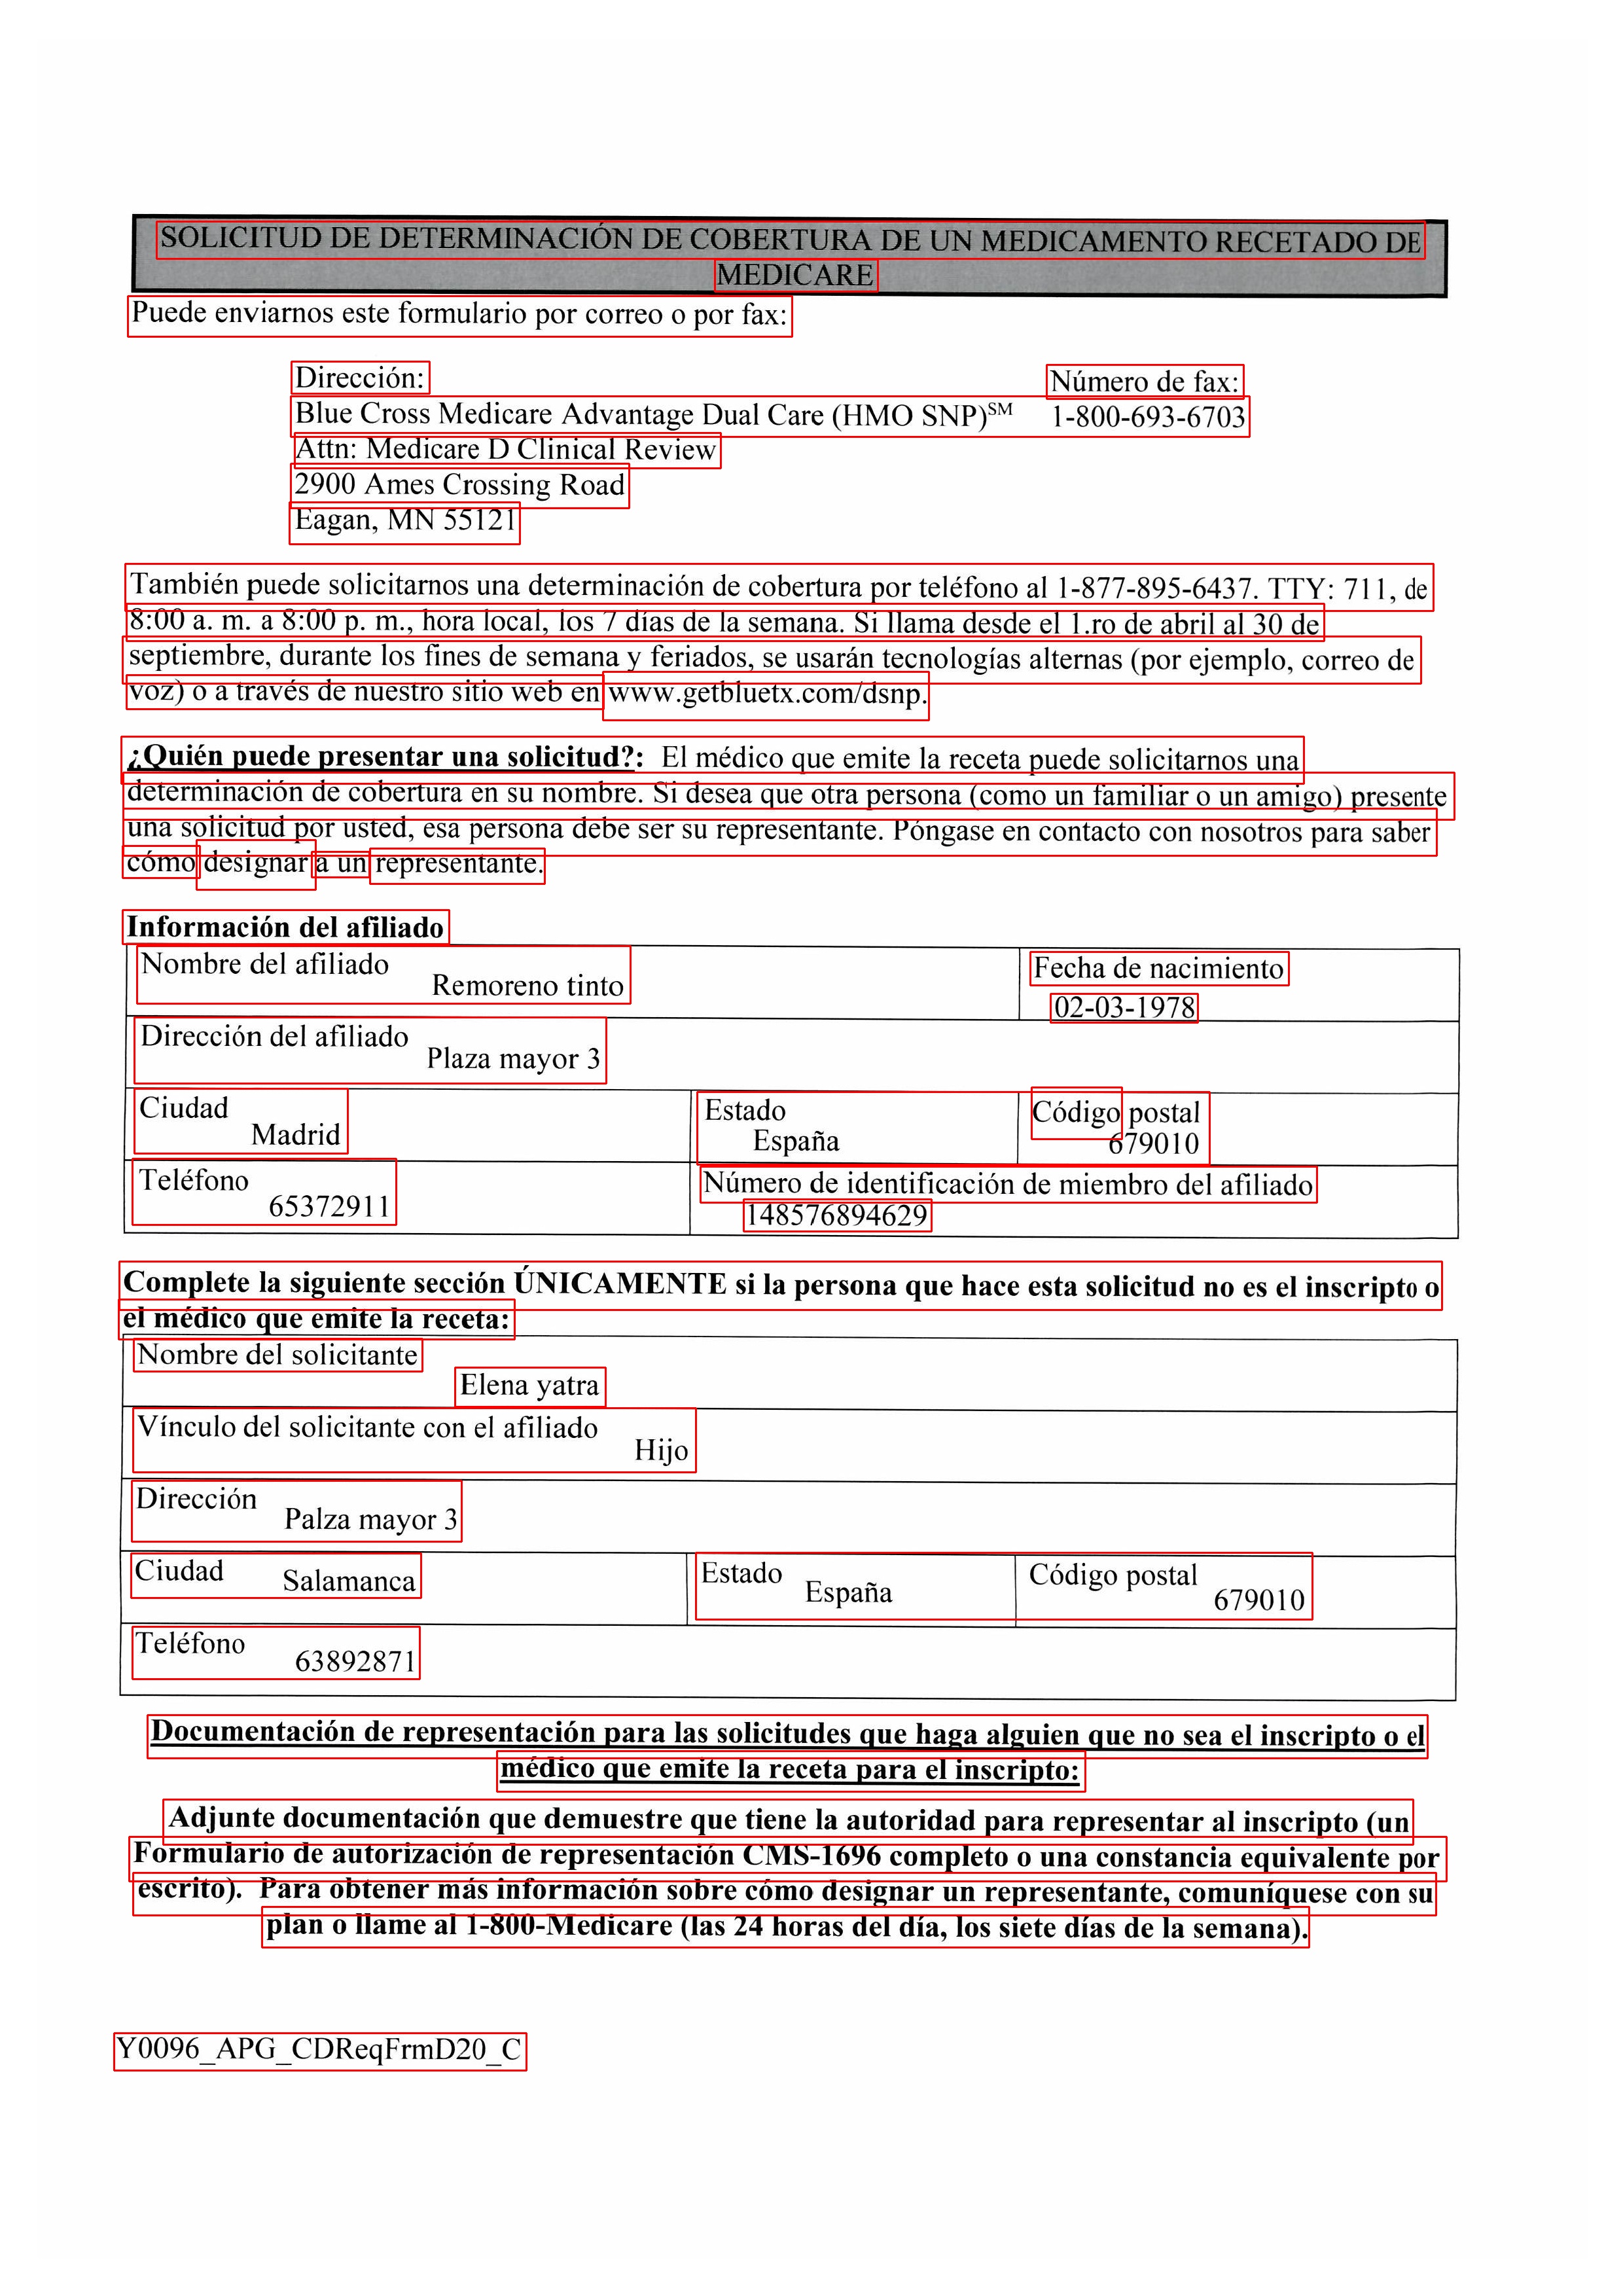 SOLICITUD DE DETERMINACIÓN DE COBERTURA DE UN MEDICAMENTO RECETADO DE
MEDICARE
Puede enviarnos este formulario por correo o por fax:
Dirección: Número de fax:
Blue Cross Medicare Advantage Dual Care (HMO SNP)SM 1-800-693-6703
Attn: Medicare D Clinical Review
2900 Ames Crossing Road
Eagan, MN 55121
También puede solicitarnos una determinación de cobertura por teléfono al 1-877-895-6437. TTY: 711, de
8:00 a. m. a 8:00 p. m., hora local, los 7 días de la semana. Si llama desde el 1.ro de abril al 30 de
septiembre, durante los fines de semana y feriados, se usarán tecnologías alternas (por ejemplo, correo de
voz) o a través de nuestro sitio web en www.getbluetx.com/dsnp.
¿Quién puede presentar una solicitud?: El médico que emite la receta puede solicitarnos una
determinación de cobertura en su nombre. Si desea que otra persona (como un familiar o un amigo) presente
una solicitud por usted, esa persona debe ser su representante. Póngase en contacto con nosotros para saber
cómo designar a un representante.
Información del afiliado
Nombre del afiliado Fecha de nacimiento
Remoreno tinto 02-03-1978
Dirección del afiliado
Plaza mayor 3
Ciudad Estado Código postal
Madrid España 679010
Teléfono Número de identificación de miembro del afiliado
65372911 148576894629
Complete la siguiente sección ÚNICAMENTE si la persona que hace esta solicitud no es el inscripto o
el médico que emite la receta:
Nombre del solicitante
Elena yatra
Vínculo del solicitante con el afiliado
Hijo
Dirección
Palza mayor 3
Ciudad Estado Código postal
Salamanca España 679010
Teléfono
63892871
Documentación de representación para las solicitudes que haga alguien que no sea el inscripto o el
médico que emite la receta para el inscripto:
Adjunte documentación que demuestre que tiene la autoridad para representar al inscripto (un
Formulario de autorización de representación CMS-1696 completo o una constancia equivalente por
escrito). Para obtener más información sobre cómo designar un representante, comuníquese con su
plan o llame al 1-800-Medicare (las 24 horas del día, los siete días de la semana).
Y0096_APG_CDReqFrmD20_C